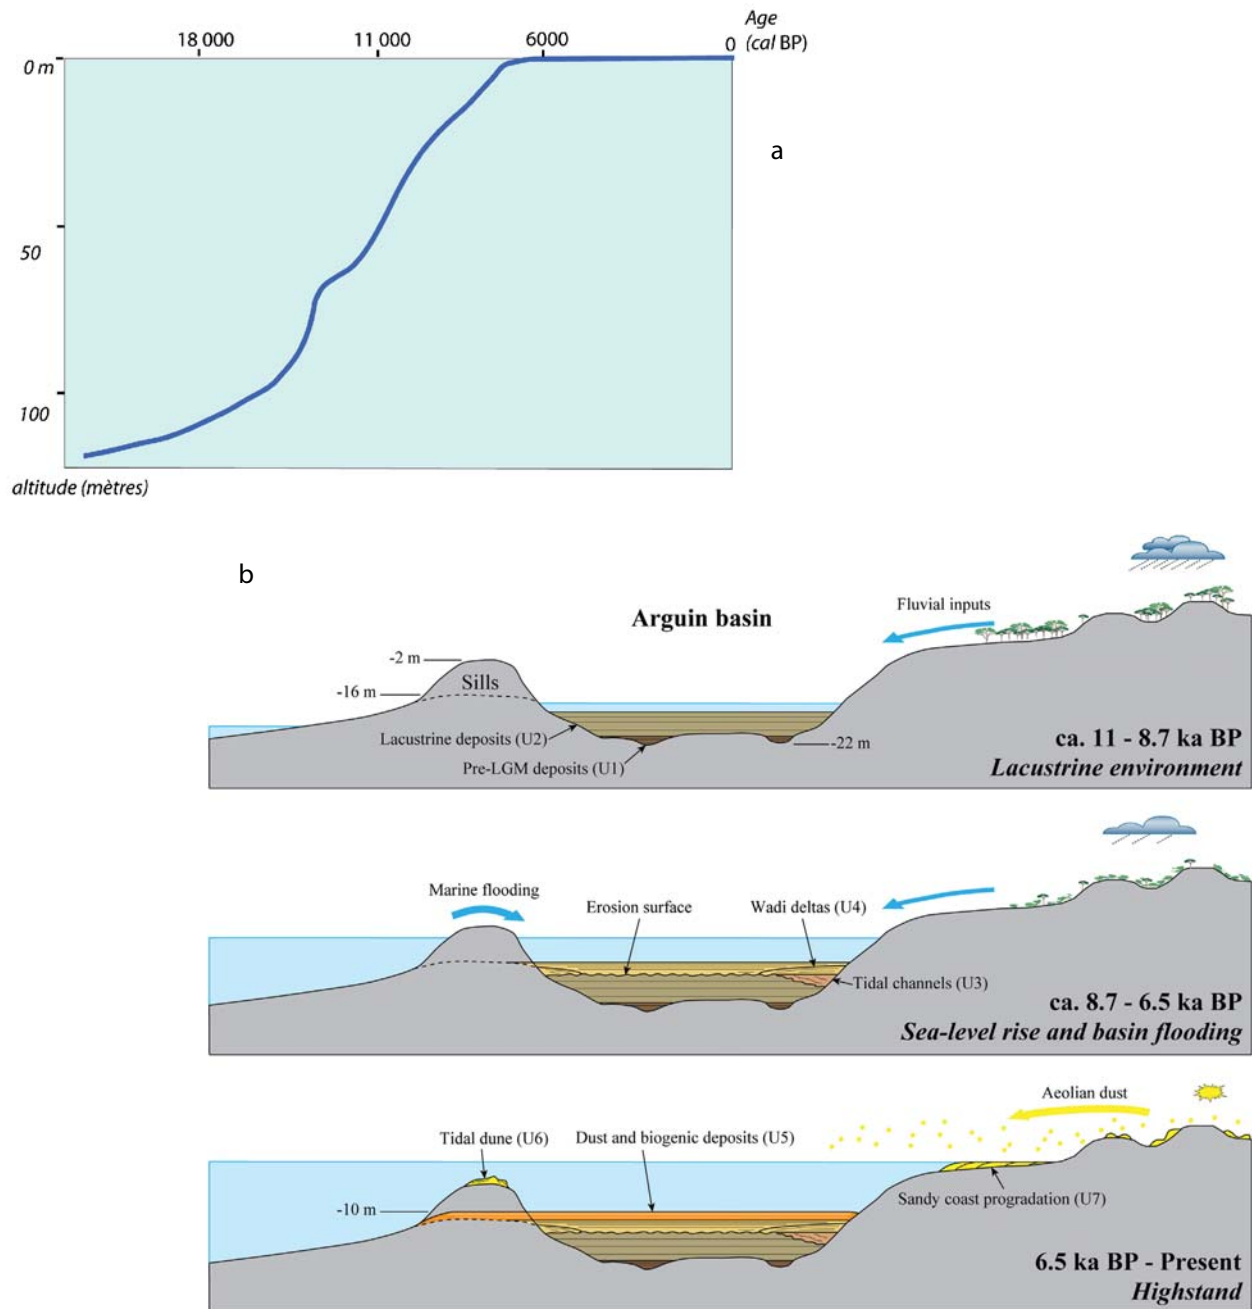 Age
(cal BP)
18 000
11 000
6000
0
0 m
50
100
altitude (mètres)
a
b
Arguin basin
Fluvial inputs
-2 m
Sills
-16 m
Lacustrine deposits (U2)
Pre-LGM deposits (U1)
-22 m
ca. 11 - 8.7 ka BP
Lacustrine environment
Marine flooding
Erosion surface
Wadi deltas (U4)
Tidal channels (U3)
ca. 8.7 - 6.5 ka BP
Sea-level rise and basin flooding
Aeolian dust
Tidal dune (U6)
Dust and biogenic deposits (U5)
-10 m
Sandy coast progradation (U7)
6.5 ka BP - Present
Highstand